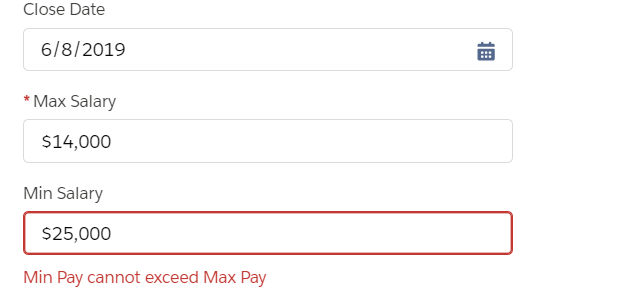 Close Date
6/8/2019
* Max Salary
$14,000
Min Salary
$25,000
Min Pay cannot exceed Max Pay